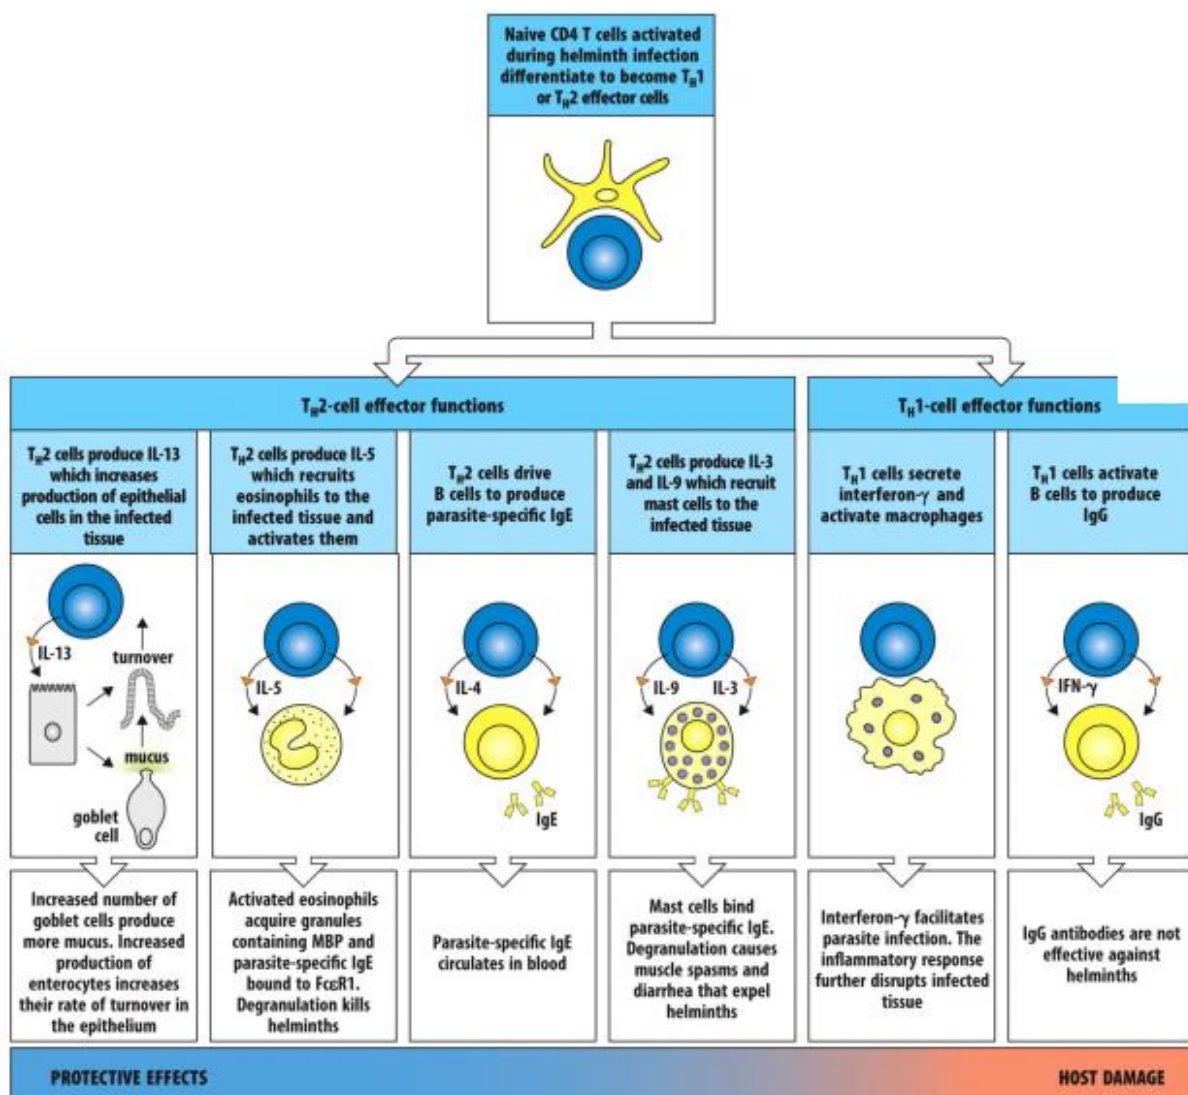 Naive CD4 T cells activated
during helminth infection
differentiate to become TH1
or TH2 effector cells
TH2-cell effector functions
TH1-cell effector functions
TH2 cells produce IL-13
which increases
production of epithelial
cells in the infected
tissue
TH2 cells produce IL-5
which recruits
eosinophils to the
infected tissue and
activates them
TH2 cells drive
B cells to produce
parasite-specific IgE
TH2 cells produce IL-3
and IL-9 which recruit
mast cells to the
infected tissue
TH1 cells secrete
interferon-γ and
activate macrophages
TH1 cells activate
B cells to produce
IgG
IL-13
turnover
mucus
goblet
cell
IL-5
IL-4
IgE
IL-9
IL-3
IFN-γ
IgG
Increased number of
goblet cells produce
more mucus. Increased
production of
enterocytes increases
their rate of turnover in
the epithelium
Activated eosinophils
acquire granules
containing MBP and
parasite-specific IgE
bound to FcεR1.
Degranulation kills
helminths
Parasite-specific IgE
circulates in blood
Mast cells bind
parasite-specific IgE.
Degranulation causes
muscle spasms and
diarrhea that expel
helminths
Interferon-γ facilitates
parasite infection. The
inflammatory response
further disrupts infected
tissue
IgG antibodies are not
effective against
helminths
PROTECTIVE EFFECTS
HOST DAMAGE